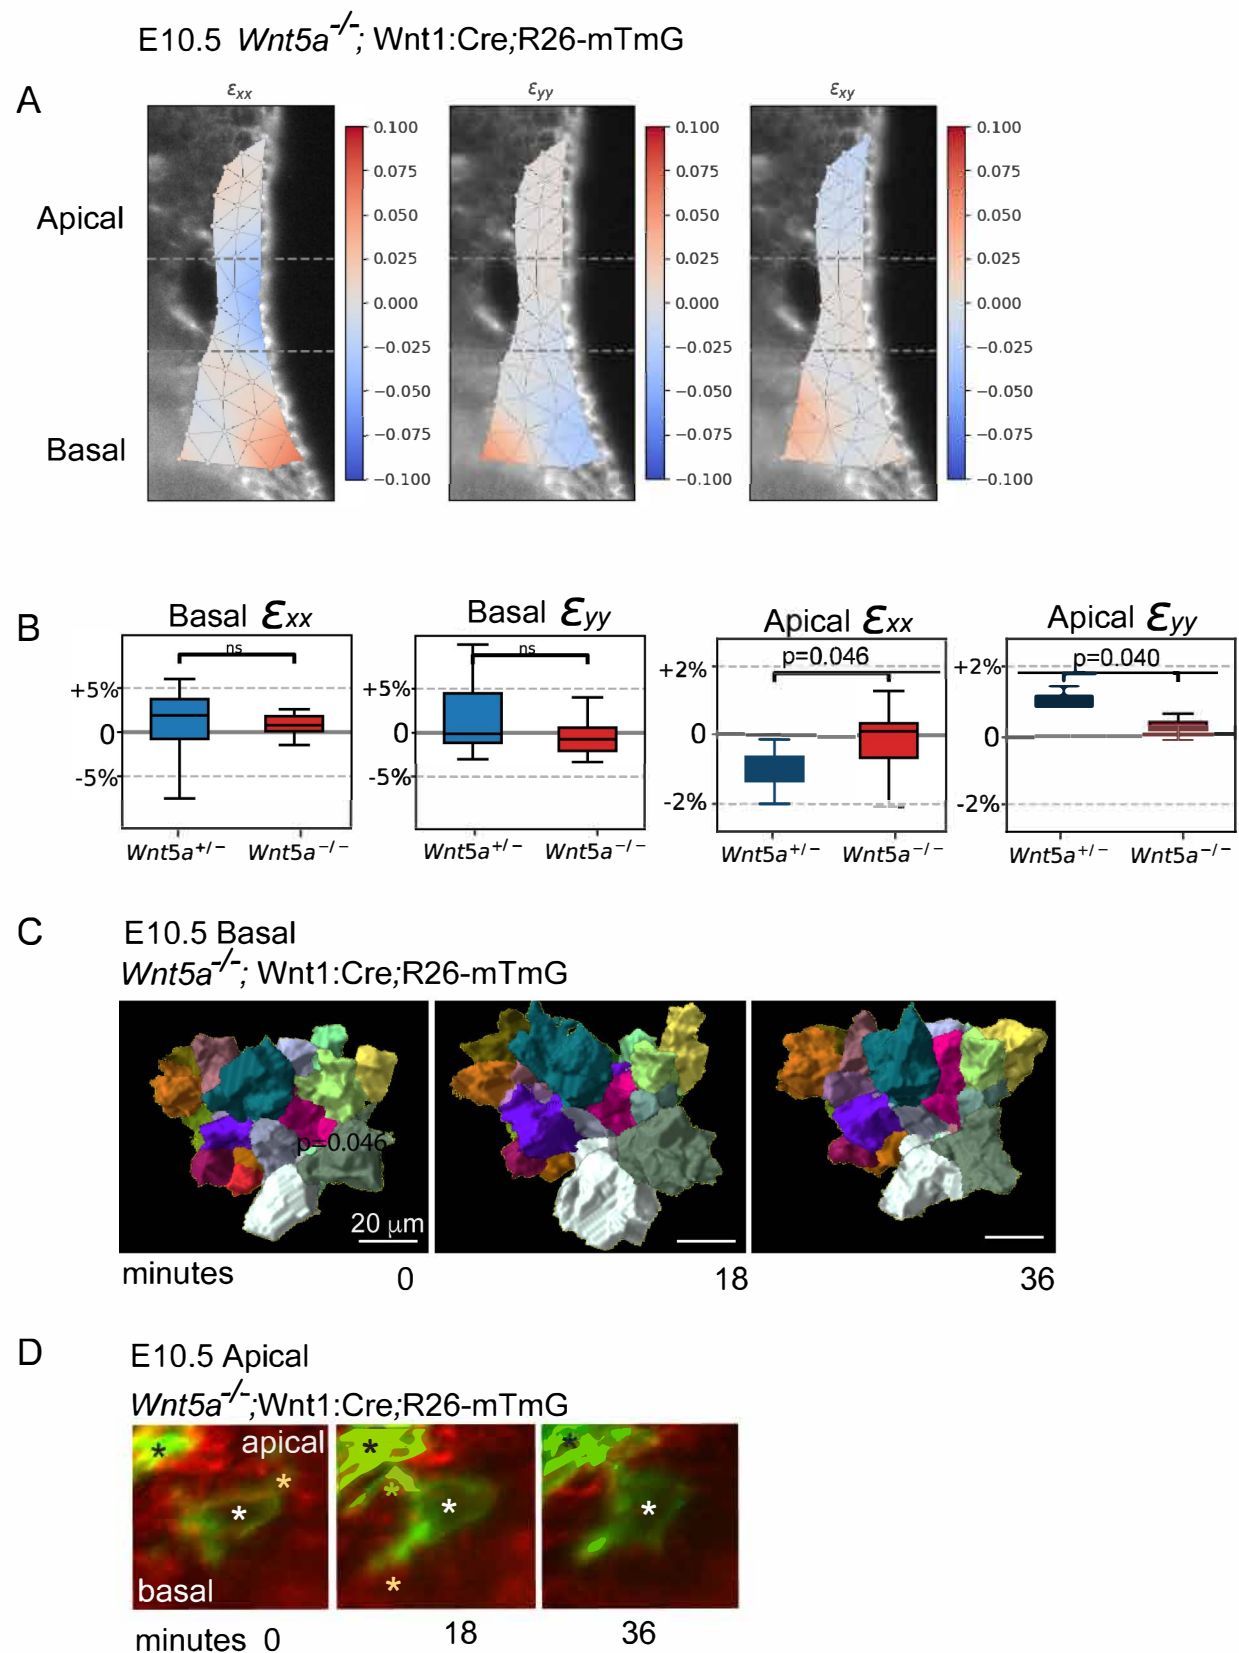 E10.5 Wnt5a-/-; Wnt1:Cre;R26-mTmG
A
εxx
εyy
εxy
Apical
Basal
0.100
0.075
0.050
0.025
0.000
−0.025
−0.050
−0.075
−0.100
0.100
0.075
0.050
0.025
0.000
−0.025
−0.050
−0.075
−0.100
0.100
0.075
0.050
0.025
0.000
−0.025
−0.050
−0.075
−0.100
B
Basal εxx
ns
+5%
0
-5%
Wnt5a+/−
Wnt5a−/−
Basal εyy
ns
+5%
0
-5%
Wnt5a+/−
Wnt5a−/−
Apical εxx
p=0.046
+2%
0
-2%
Wnt5a+/−
Wnt5a−/−
Apical εyy
p=0.040
+2%
0
-2%
Wnt5a+/−
Wnt5a−/−
C
E10.5 Basal
Wnt5a-/-; Wnt1:Cre;R26-mTmG
p=0.046
20 μm
minutes 0 18 36
D
E10.5 Apical
Wnt5a-/-;Wnt1:Cre;R26-mTmG
* apical
*
*
basal
*
*
*
*
*
*
minutes 0 18 36